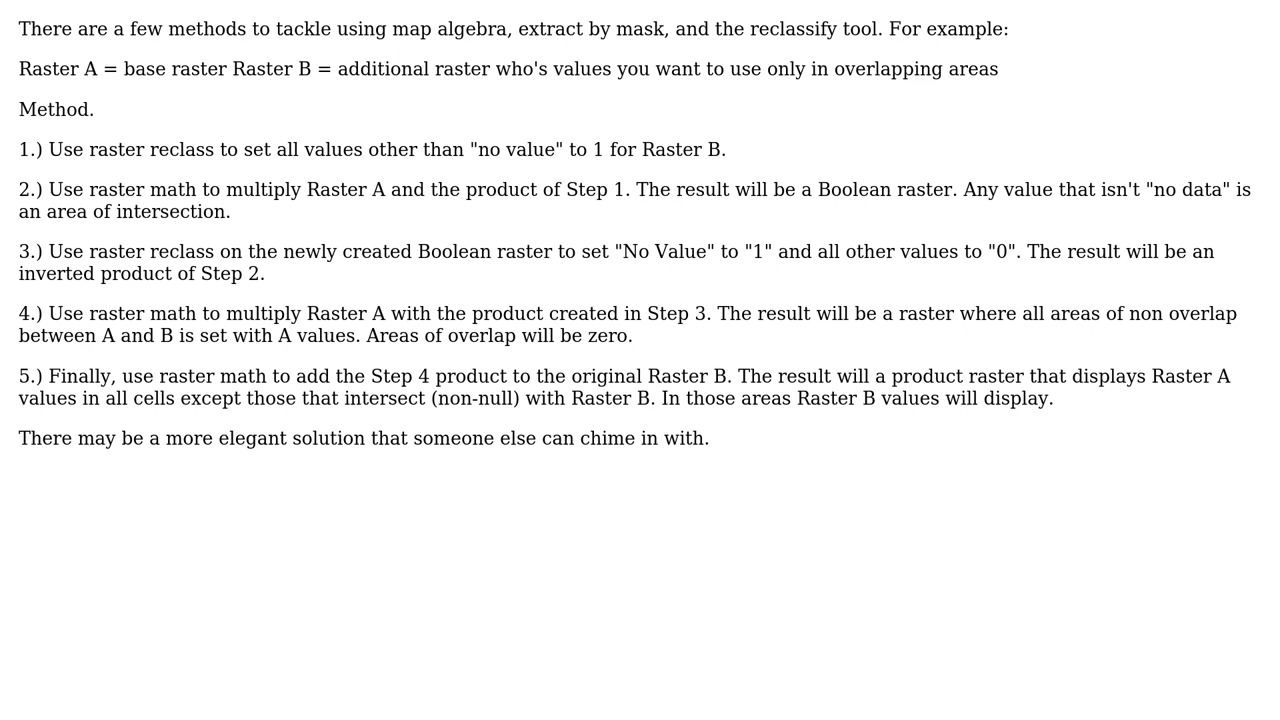 There are a few methods to tackle using map algebra, extract by mask, and the reclassify tool. For example:
Raster A = base raster Raster B = additional raster who's values you want to use only in overlapping areas
Method.
1.) Use raster reclass to set all values other than "no value" to 1 for Raster B.
2.) Use raster math to multiply Raster A and the product of Step 1. The result will be a Boolean raster. Any value that isn't "no data" is
an area of intersection.
3.) Use raster reclass on the newly created Boolean raster to set "No Value" to "1" and all other values to "0". The result will be an
inverted product of Step 2.
4.) Use raster math to multiply Raster A with the product created in Step 3. The result will be a raster where all areas of non overlap
between A and B is set with A values. Areas of overlap will be zero.
5.) Finally, use raster math to add the Step 4 product to the original Raster B. The result will a product raster that displays Raster A
values in all cells except those that intersect (non-null) with Raster B. In those areas Raster B values will display.
There may be a more elegant solution that someone else can chime in with.